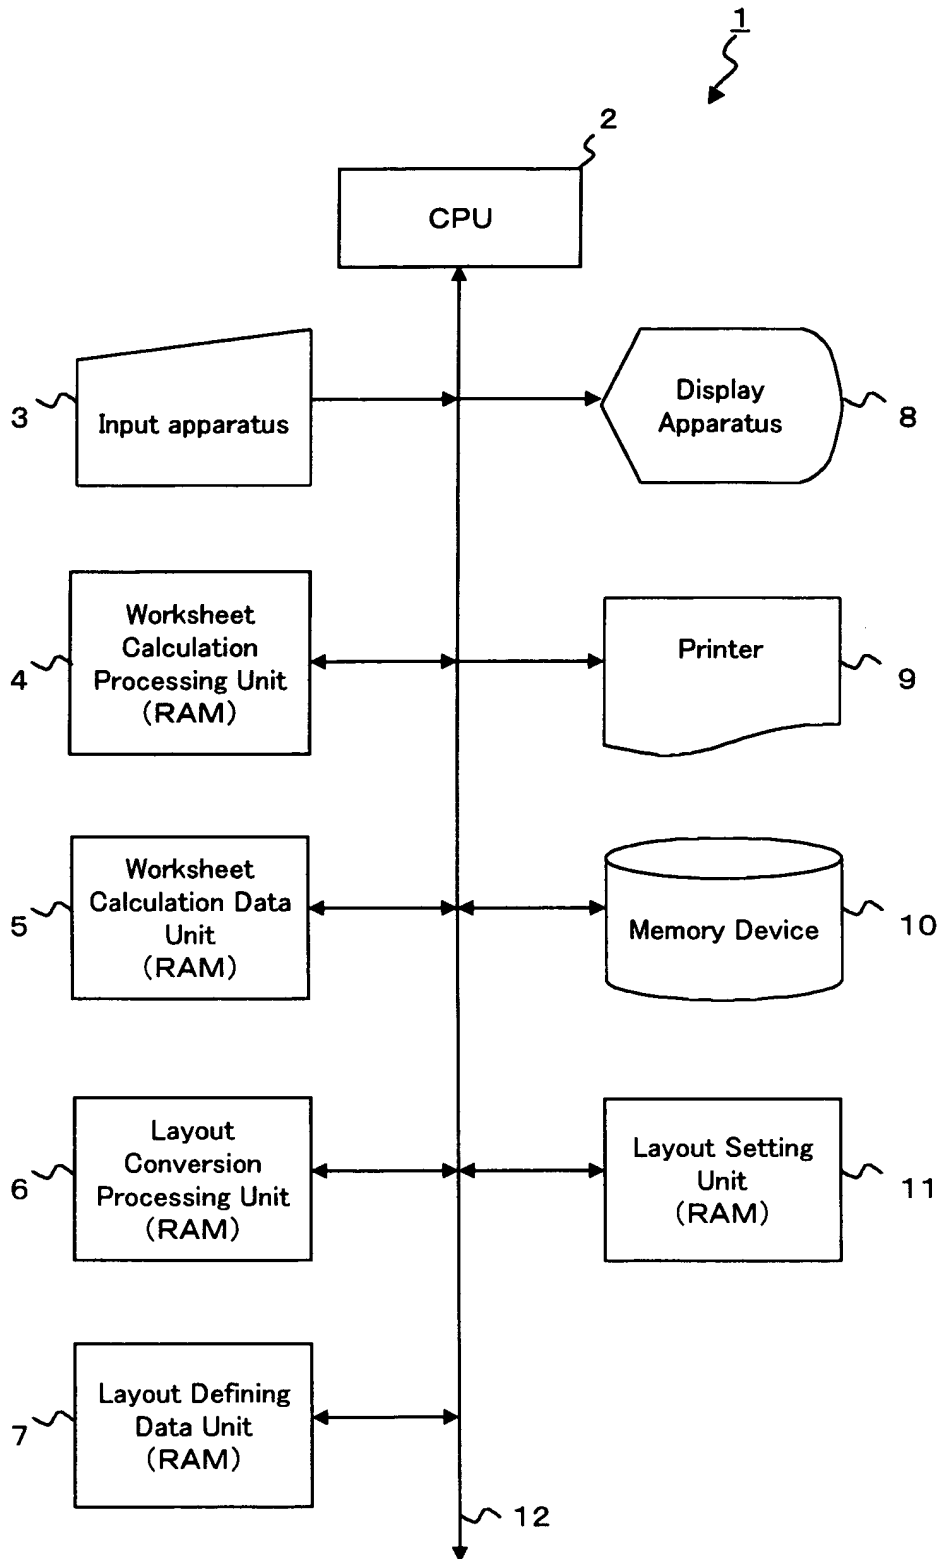 1
2
CPU
3
Input apparatus
Display
Apparatus
8
4
Worksheet
Calculation
Processing Unit
(RAM)
Printer
9
5
Worksheet
Calculation Data
Unit
(RAM)
Memory Device
10
6
Layout
Conversion
Processing Unit
(RAM)
Layout Setting
Unit
(RAM)
11
7
Layout Defining
Data Unit
(RAM)
12